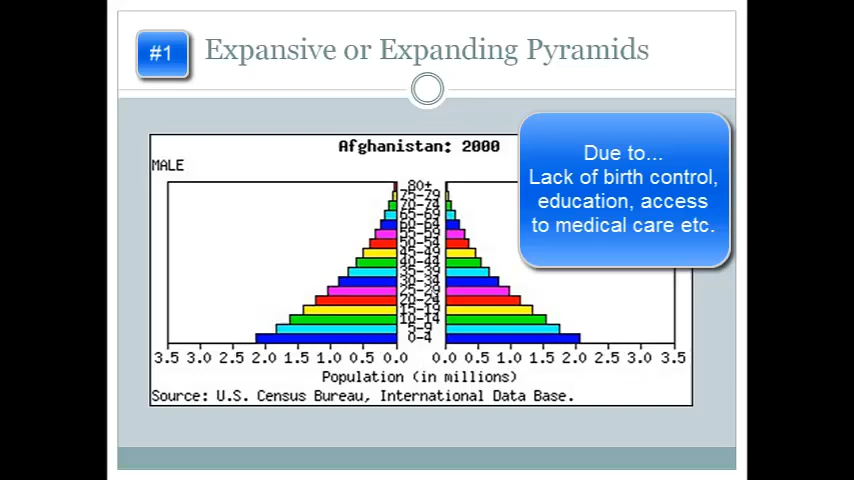 #1
Expansive or Expanding Pyramids
Due to...
Lack of birth control,
education, access
to medical care etc.
Afghanistan: 2000
MALE
80+
75-79
70-74
65-69
60-64
55-59
50-54
45-49
40-44
35-39
30-34
25-29
20-24
15-19
10-14
5-9
0-4
3.5 3.0 2.5 2.0 1.5 1.0 0.5 0.0 0.0 0.5 1.0 1.5 2.0 2.5 3.0 3.5
Population (in millions)
Source: U.S. Census Bureau, International Data Base.